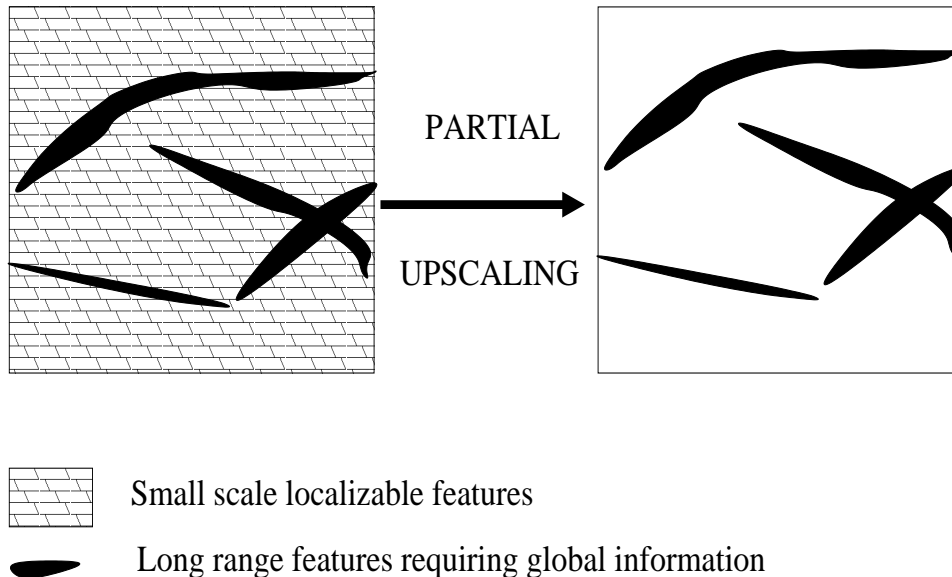 PARTIAL
UPSCALING
Small scale localizable features
Long range features requiring global information